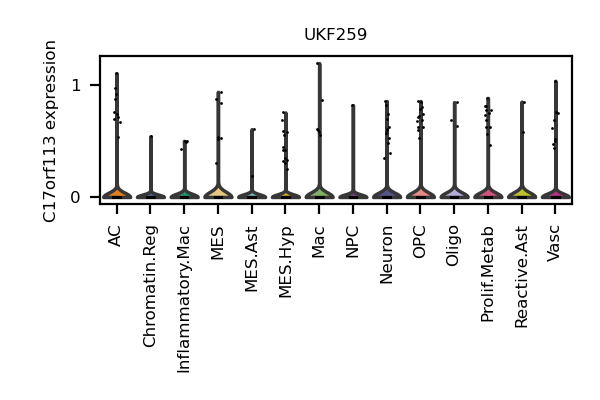 UKF259
C17orf113 expression
1
0
AC
Chromatin.Reg
Inflammatory.Mac
MES
MES.Ast
MES.Hyp
Mac
NPC
Neuron
OPC
Oligo
Prolif.Metab
Reactive.Ast
Vasc